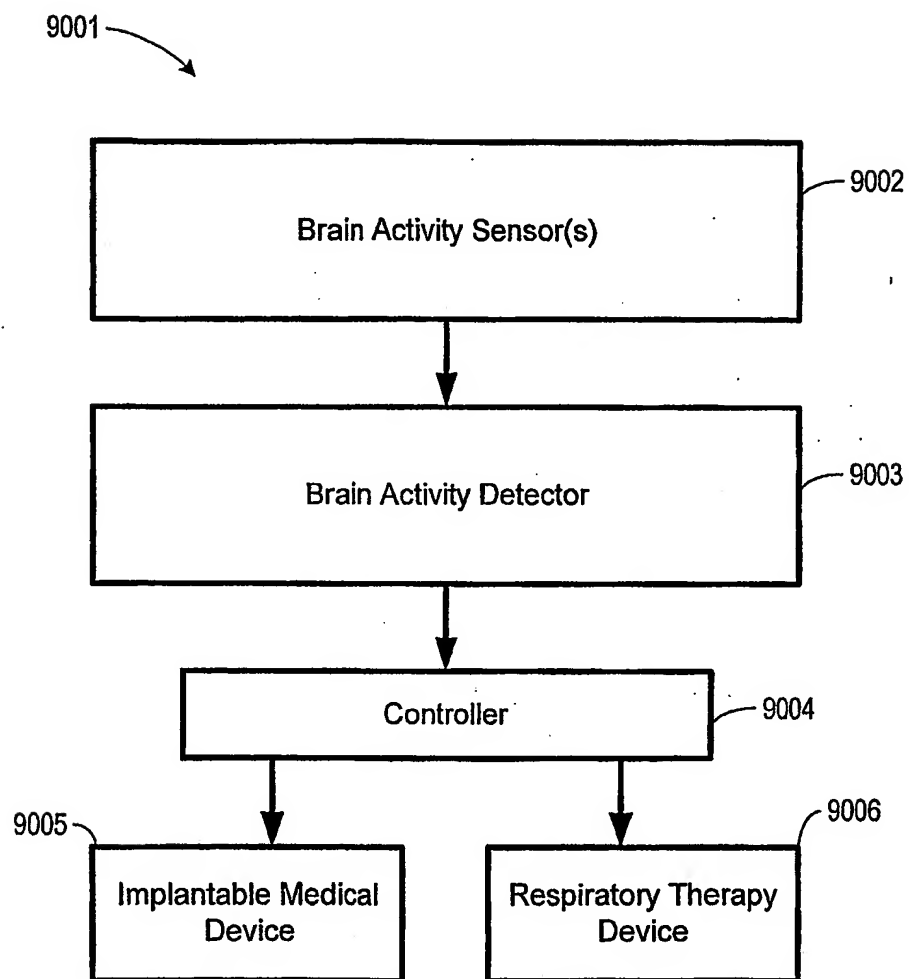 9001
9002
Brain Activity Sensor(s)
9003
Brain Activity Detector
Controller
9004
9005
9006
Implantable Medical
Device
Respiratory Therapy
Device